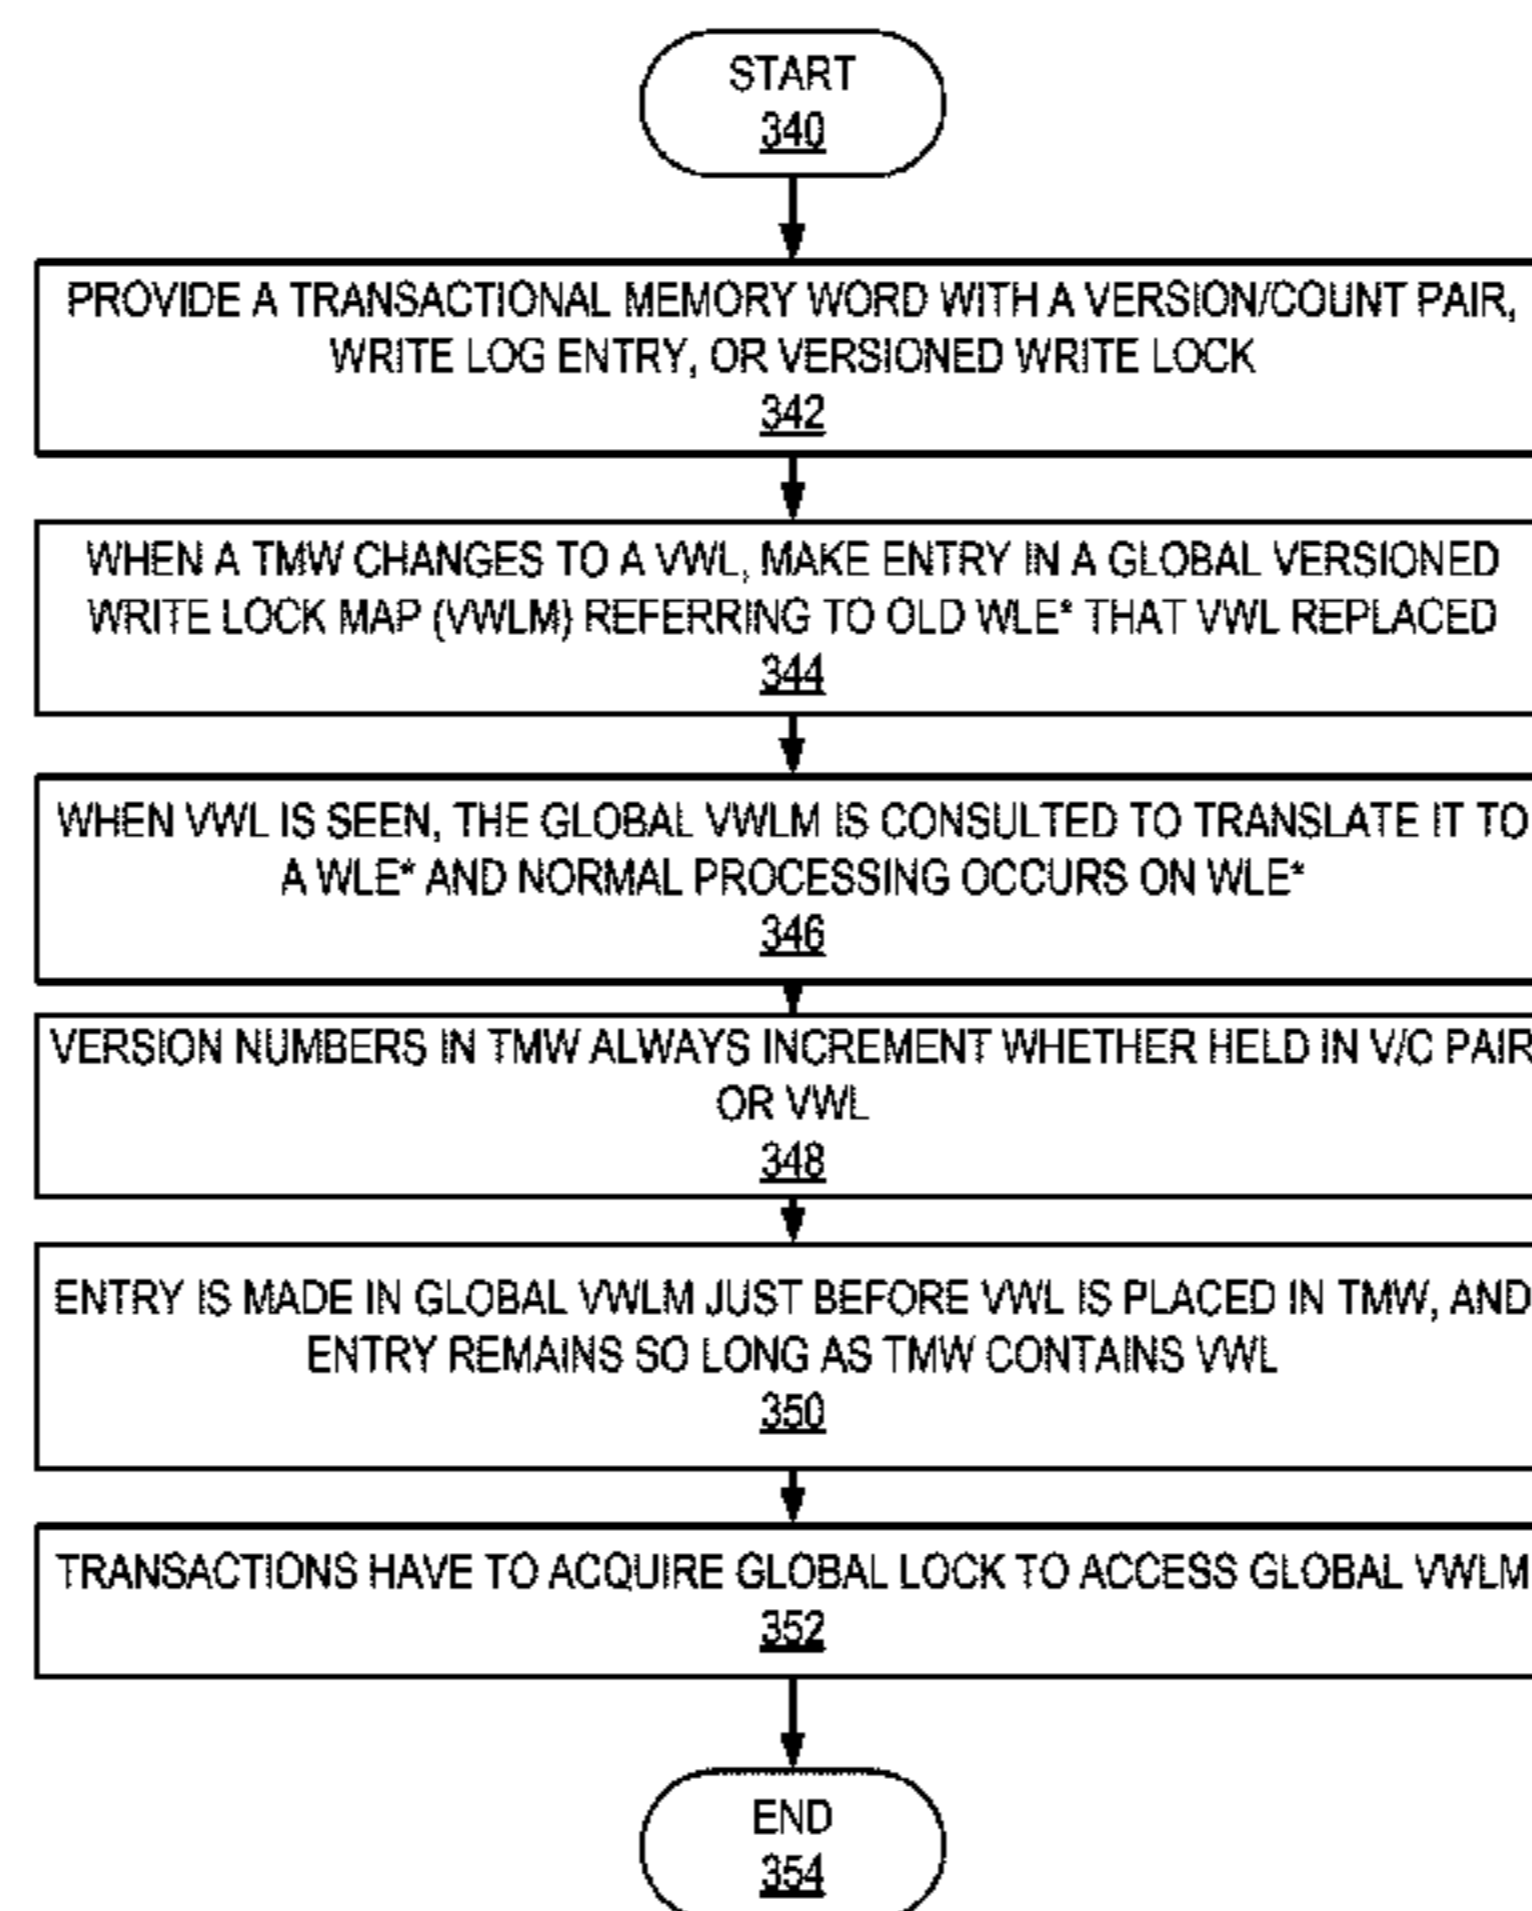 START
340
PROVIDE A TRANSACTIONAL MEMORY WORD WITH A VERSION/COUNT PAIR,
WRITE LOG ENTRY, OR VERSIONED WRITE LOCK
342
WHEN A TMW CHANGES TO A VWL, MAKE ENTRY IN A GLOBAL VERSIONED
WRITE LOCK MAP (VWLM) REFERRING TO OLD WLE* THAT VWL REPLACED
344
WHEN VWL IS SEEN, THE GLOBAL VWLM IS CONSULTED TO TRANSLATE IT TO
A WLE* AND NORMAL PROCESSING OCCURS ON WLE*
346
VERSION NUMBERS IN TMW ALWAYS INCREMENT WHETHER HELD IN V/C PAIR
OR VWL
348
ENTRY IS MADE IN GLOBAL VWLM JUST BEFORE VWL IS PLACED IN TMW, AND
ENTRY REMAINS SO LONG AS TMW CONTAINS VWL
350
TRANSACTIONS HAVE TO ACQUIRE GLOBAL LOCK TO ACCESS GLOBAL VWLM
352
END
354